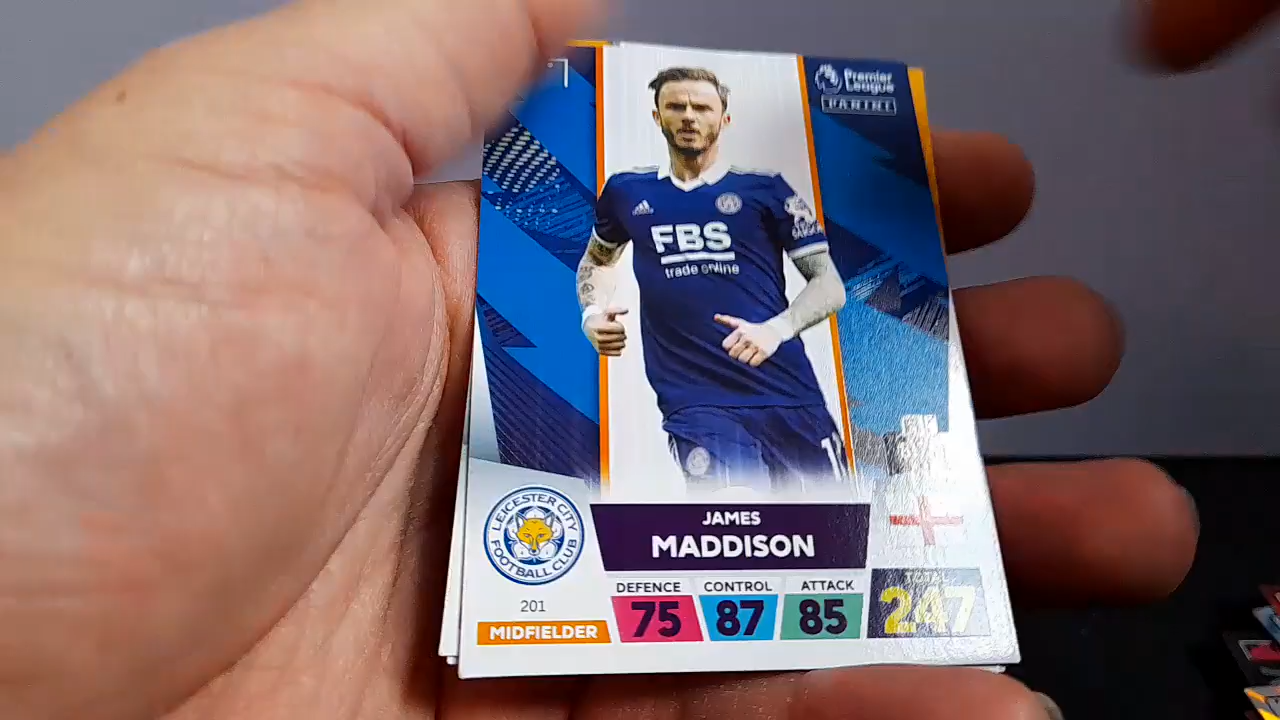 Premier
League
PANINI
FBS
trade online
LEICESTER CITY
FOOTBALL CLUB
JAMES
MADDISON
DEFENCE CONTROL ATTACK
75 87 85 247
201
MIDFIELDER